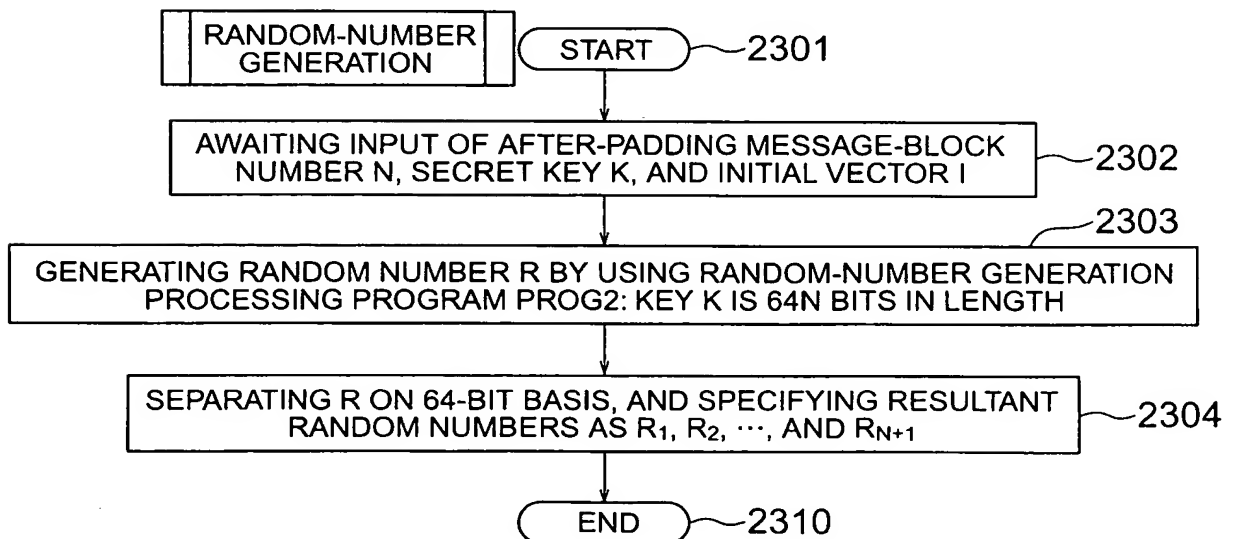 RANDOM-NUMBER
GENERATION
START
2301
AWAITING INPUT OF AFTER-PADDING MESSAGE-BLOCK
NUMBER N, SECRET KEY K, AND INITIAL VECTOR I
2302
2303
GENERATING RANDOM NUMBER R BY USING RANDOM-NUMBER GENERATION
PROCESSING PROGRAM PROG2: KEY K IS 64N BITS IN LENGTH
SEPARATING R ON 64-BIT BASIS, AND SPECIFYING RESULTANT
RANDOM NUMBERS AS R₁, R₂, ···, AND Rₙ₊₁
2304
END
2310